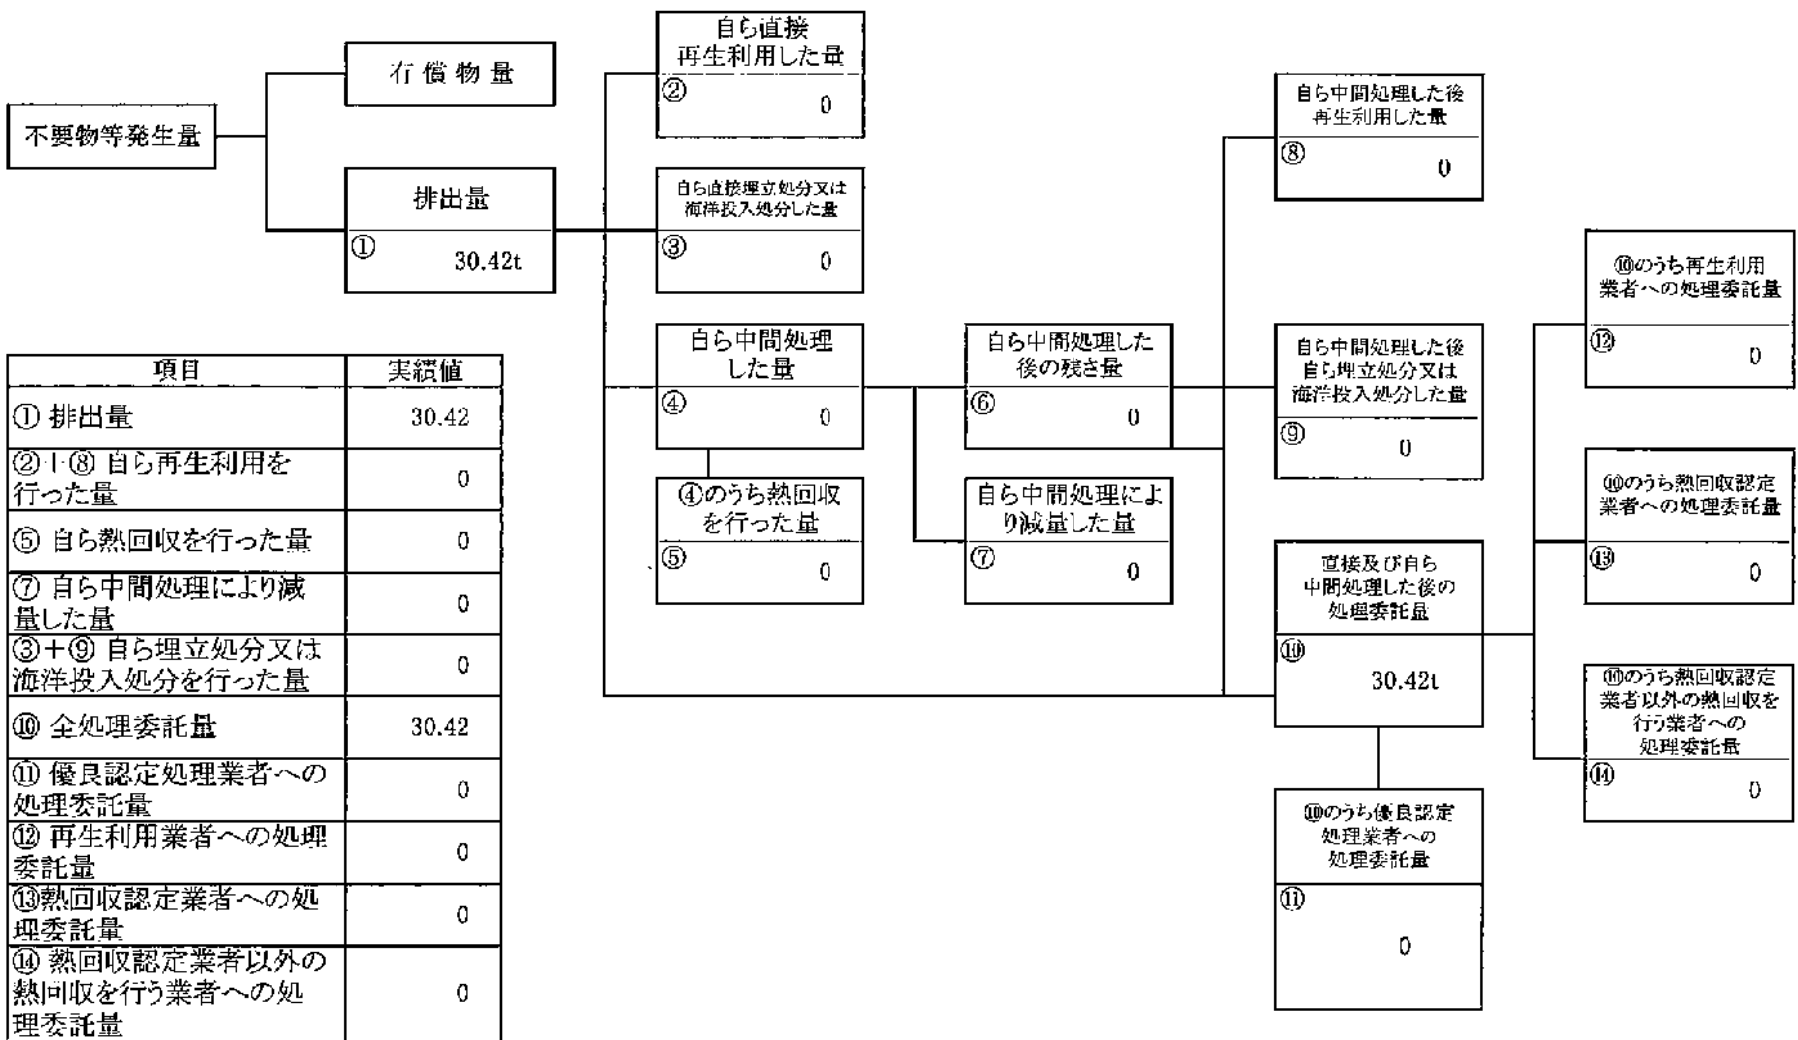 不要物等発生量
有償物量
排出量
①
30.42t
自ら直接
再生利用した量
②
0
自ら直接埋立処分又は
海洋投入処分した量
③
0
自ら中間処理
した量
④
0
④のうち熱回収
を行った量
⑤
0
自ら中間処理した
後の残さ量
⑥
0
自ら中間処理によ
り減量した量
⑦
0
自ら中間処理した後
再生利用した量
⑧
0
自ら中間処理した後
自ら埋立処分又は
海洋投入処分した量
⑨
0
直接及び自ら
中間処理した後の
処理委託量
⑩
30.42t
⑩のうち優良認定
処理業者への
処理委託量
⑪
0
⑩のうち再生利用
業者への処理委託量
⑫
0
⑩のうち熱回収認定
業者への処理委託量
⑬
0
⑩のうち熱回収認定
業者以外の熱回収を
行う業者への
処理委託量
⑭
0
項目 実績値
① 排出量 30.42
②+⑧ 自ら再生利用を
行った量 0
⑤ 自ら熱回収を行った量 0
⑦ 自ら中間処理により減
量した量 0
③+⑨ 自ら埋立処分又は
海洋投入処分を行った量 0
⑩ 全処理委託量 30.42
⑪ 優良認定処理業者への
処理委託量 0
⑫ 再生利用業者への処理
委託量 0
⑬熱回収認定業者への処
理委託量 0
⑭ 熱回収認定業者以外の
熱回収を行う業者への処
理委託量 0